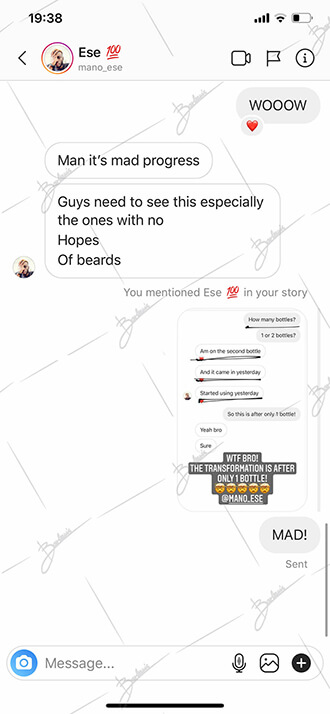 19:38
Ese 💯
mano_ese
WOOOW
Man it's mad progress
Guys need to see this especially
the ones with no
Hopes
Of beards
You mentioned Ese 💯 in your story
How many bottles?
1 or 2 bottles?
Am on the second bottle
And it came in yesterday
Started using yesterday
So this is after only 1 bottle!
Yeah bro
Sure
WTF BRO!
THE TRANSFORMATION IS AFTER
ONLY 1 BOTTLE!
🤯🤯🤯🤯🤯
@MANO_ESE
MAD!
Sent
Message...